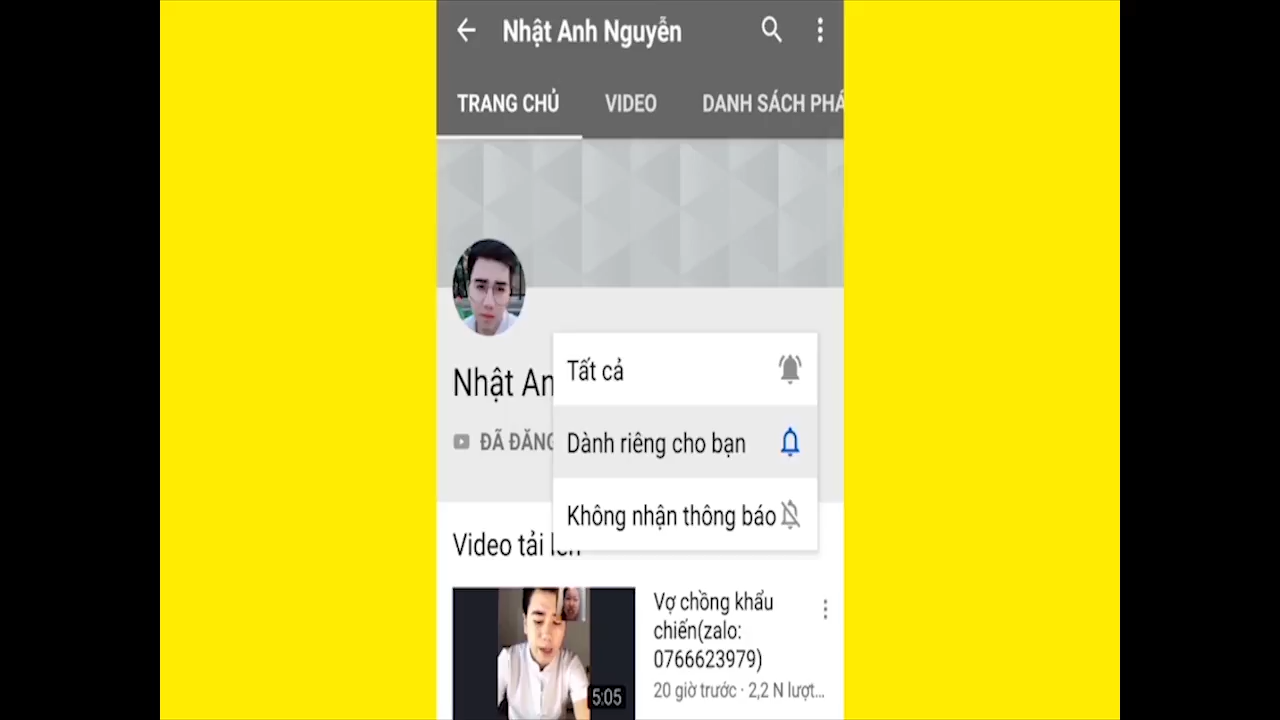 Nhật Anh Nguyễn
TRANG CHỦ VIDEO DANH SÁCH PHÁ
Nhật An
Tất cả
ĐÃ ĐĂNG
Dành riêng cho bạn
Không nhận thông báo
Video tải lên
Vợ chồng khẩu
chiến(zalo:
0766623979)
20 giờ trước · 2,2 N lượt...
5:05